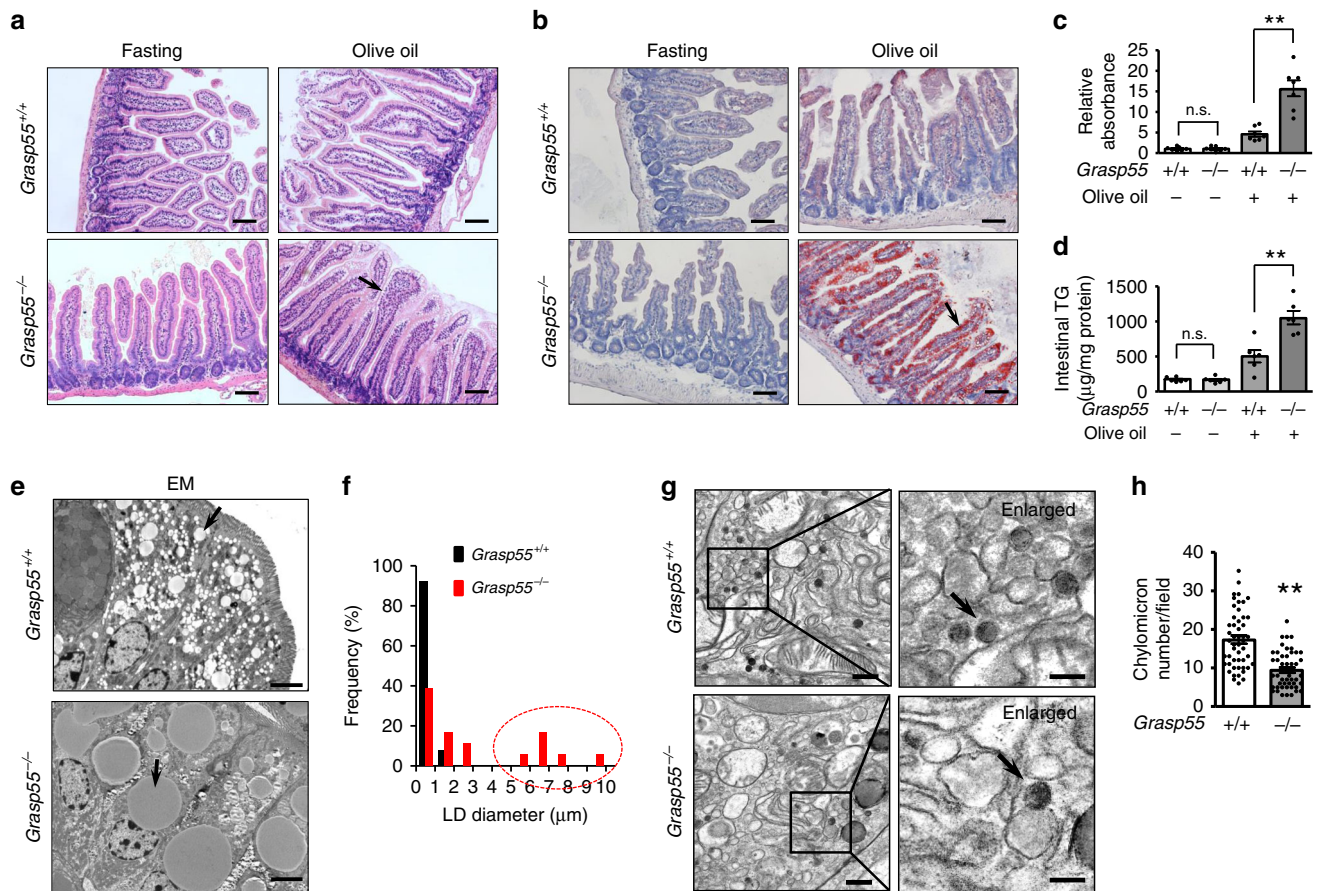 a
Fasting
Olive oil
Grasp55+/+
Grasp55−/−
b
Fasting
Olive oil
Grasp55+/+
Grasp55−/−
c
**
n.s.
25
20
15
10
5
0
Relative
absorbance
Grasp55 +/+ −/− +/+ −/−
Olive oil − − + +
d
**
n.s.
1500
1000
500
0
Intestinal TG
(μg/mg protein)
Grasp55 +/+ −/− +/+ −/−
Olive oil − − + +
e
EM
Grasp55+/+
Grasp55−/−
f
Grasp55+/+
Grasp55−/−
100
80
60
40
20
0
Frequency (%)
0 1 2 3 4 5 6 7 8 9 10
LD diameter (μm)
g
Enlarged
Grasp55+/+
Enlarged
Grasp55−/−
h
40
30
20
10
0
**
Chylomicron
number/field
Grasp55 +/+ −/−